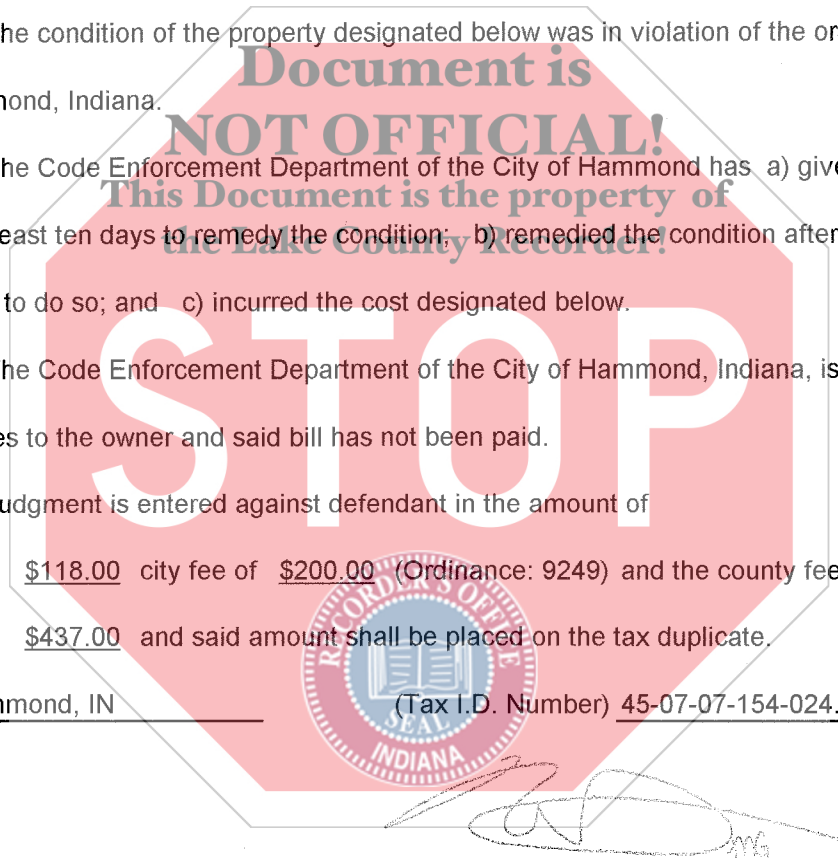 he condition of the property designated below was in violation of the or
Document is
mond, Indiana.
NOT OFFICIAL!
he Code Enforcement Department of the City of Hammond has a) give
This Document is the property of
east ten days to remedy the condition; b) remedied the condition after
the Lake County Recorder!
to do so; and c) incurred the cost designated below.
STOP
he Code Enforcement Department of the City of Hammond, Indiana, is
es to the owner and said bill has not been paid.
udgment is entered against defendant in the amount of
$118.00 city fee of $200.00 (Ordinance: 9249) and the county fee
$437.00 and said amount shall be placed on the tax duplicate.
RECORDER'S OFFICE
SEAL
INDIANA
mmond, IN (Tax I.D. Number) 45-07-07-154-024.